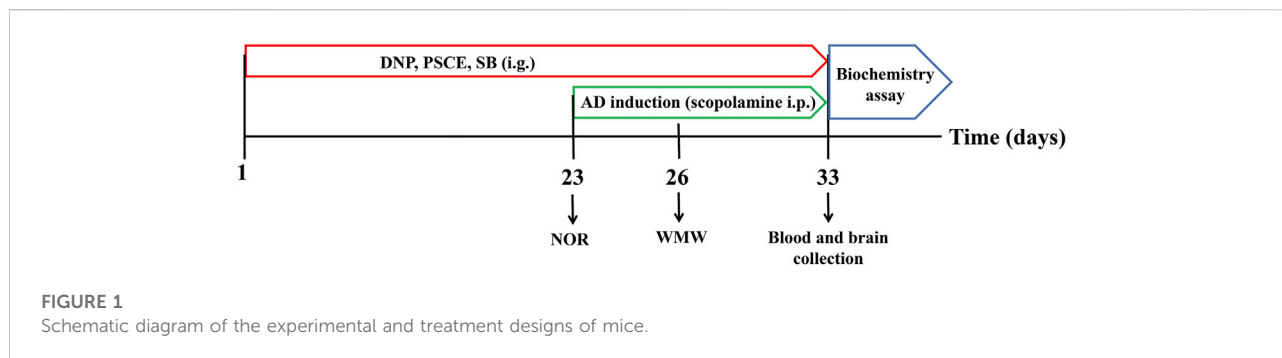 DNP, PSCE, SB (i.g.)
Biochemistry
assay
AD induction (scopolamine i.p.)
Time (days)
1
23
26
33
NOR
WMW
Blood and brain
collection
FIGURE 1
Schematic diagram of the experimental and treatment designs of mice.